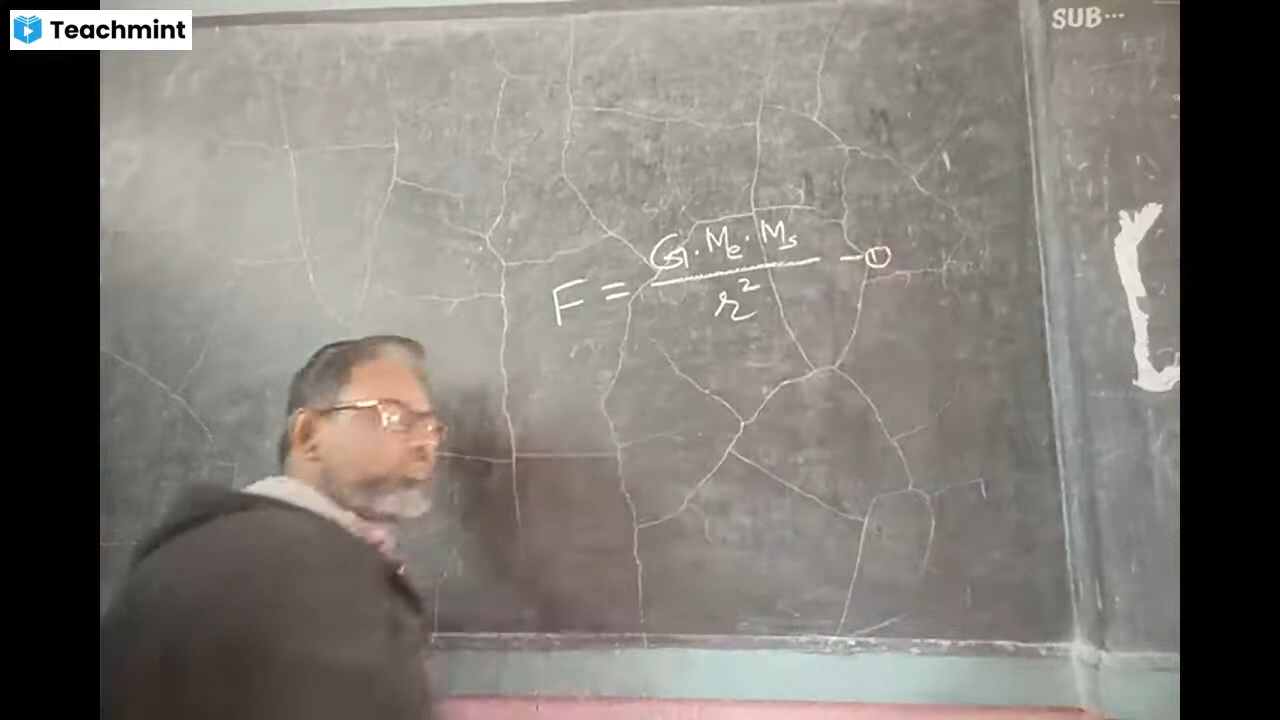 Teachmint
SUB...
F = G.Me.Ms / r² - ①